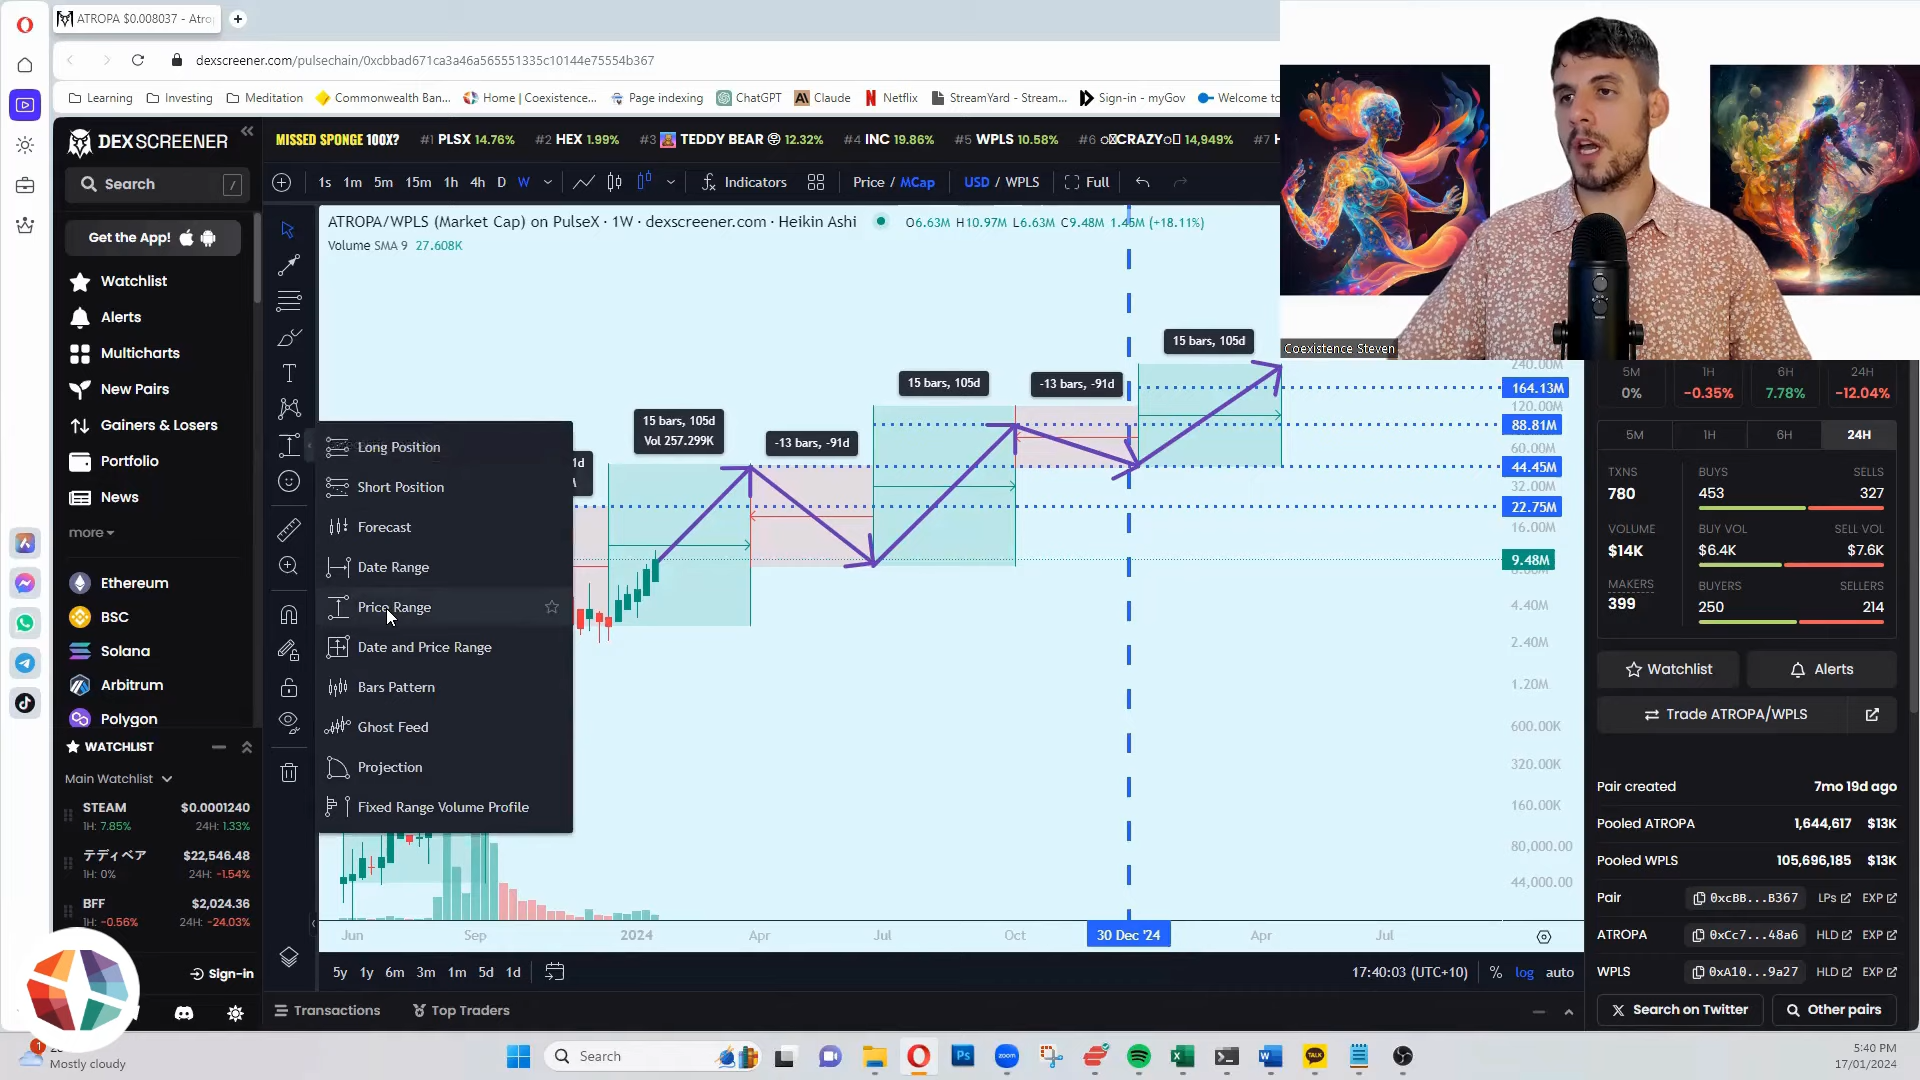 ATROPA $0.008037 - Atro
dexscreener.com/pulsechain/0xcbbad671ca3a46a565551335c10144e75554b367
Learning
Investing
Meditation
Commonwealth Ban...
Home | Coexistence...
Page indexing
ChatGPT
Claude
Netflix
StreamYard - Stream...
Sign-in - myGov
Welcome to
DEXSCREENER
MISSED SPONGE 100X?
#1 PLSX 14.76%
#2 HEX 1.99%
#3 TEDDY BEAR 12.32%
#4 INC 19.86%
#5 WPLS 10.58%
14,949%
#7 H
Search /
1s 1m 5m 15m 1h 4h D W
Indicators
Price / MCap
USD / WPLS
Full
Get the App!
Watchlist
Alerts
Multicharts
New Pairs
Gainers & Losers
Portfolio
News
more
Ethereum
BSC
Solana
Arbitrum
Polygon
WATCHLIST
Main Watchlist
STEAM $0.0001240
1H: 7.85% 24H: 1.33%
テディベア $22,546.48
1H: 0% 24H: -1.54%
BFF $2,024.36
1H: -0.56% 24H: -24.03%
Sign-in
ATROPA/WPLS (Market Cap) on PulseX · 1W · dexscreener.com · Heikin Ashi
O6.63M H10.97M L6.63M C9.48M 1.45M (+18.11%)
Volume SMA 9 27.608K
15 bars, 105d
15 bars, 105d
-13 bars, -91d
15 bars, 105d
Vol 257.299K
-13 bars, -91d
Long Position
Short Position
Forecast
Date Range
Price Range
Date and Price Range
Bars Pattern
Ghost Feed
Projection
Fixed Range Volume Profile
240.00M
164.13M
120.00M
88.81M
60.00M
44.45M
32.00M
22.75M
16.00M
9.48M
4.40M
2.40M
1.20M
600.00K
320.00K
160.00K
80,000.00
44,000.00
Jun Sep 2024 Apr Jul Oct 30 Dec '24 Apr Jul
5y 1y 6m 3m 1m 5d 1d
17:40:03 (UTC+10) % log auto
Transactions
Top Traders
Coexistence Steven
5M 1H 6H 24H
0% -0.35% 7.78% -12.04%
5M 1H 6H 24H
TXNS
780
BUYS SELLS
453 327
VOLUME
$14K
BUY VOL SELL VOL
$6.4K $7.6K
MAKERS
399
BUYERS SELLERS
250 214
Watchlist
Alerts
Trade ATROPA/WPLS
Pair created 7mo 19d ago
Pooled ATROPA 1,644,617 $13K
Pooled WPLS 105,696,185 $13K
Pair 0xcBB...B367 LPs EXP
ATROPA 0xCc7...48a6 HLD EXP
WPLS 0xA10...9a27 HLD EXP
Search on Twitter
Other pairs
1
Mostly cloudy
Search
5:40 PM
17/01/2024